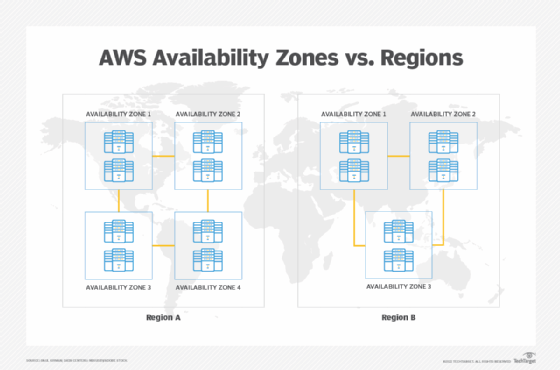 AWS Availability Zones vs. Regions
AVAILABILITY ZONE 1
AVAILABILITY ZONE 2
AVAILABILITY ZONE 1
AVAILABILITY ZONE 2
AVAILABILITY ZONE 3
AVAILABILITY ZONE 4
AVAILABILITY ZONE 3
Region A
Region B
TechTarget